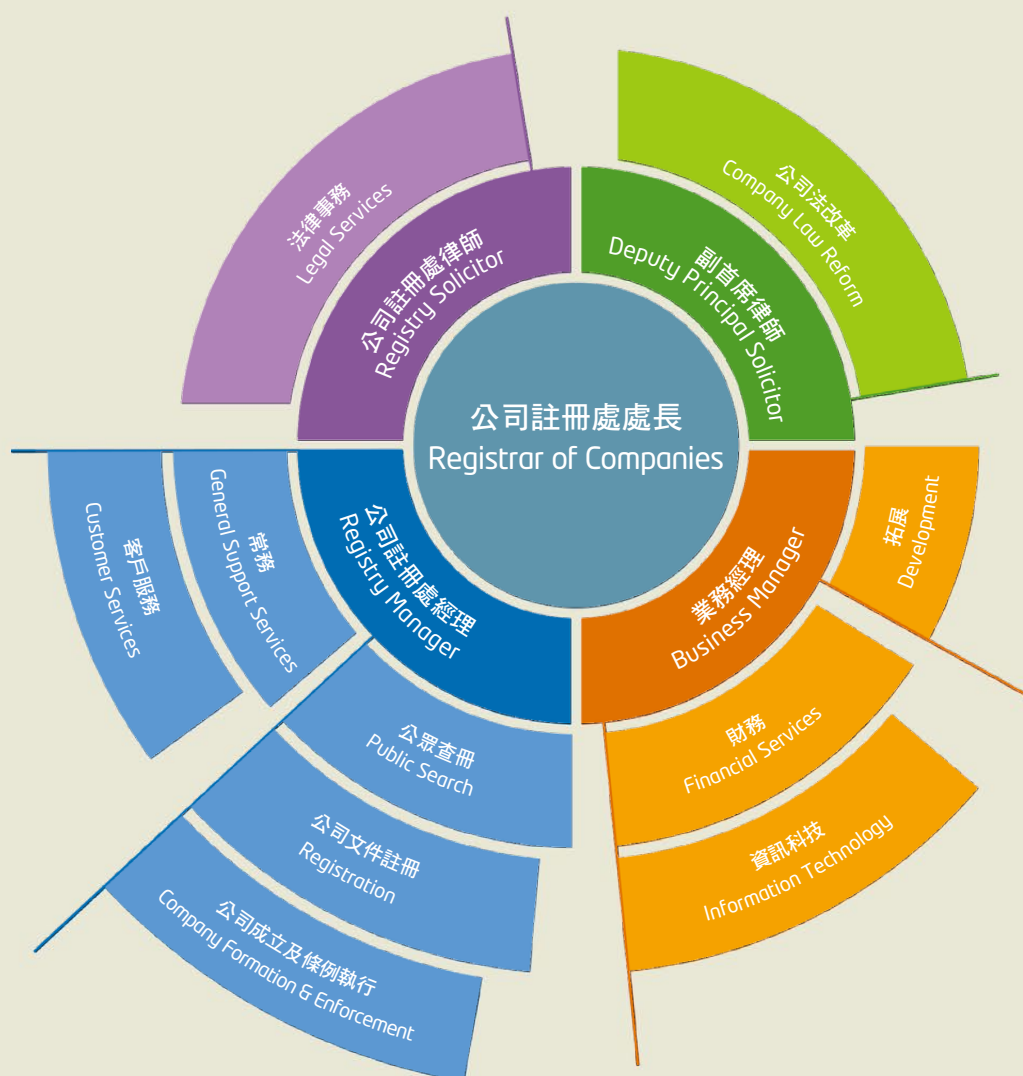 公司註冊處處長
Registrar of Companies
公司註冊處律師
Registry Solicitor
法律事務
Legal Services
副首席律師
Deputy Principal Solicitor
公司法改革
Company Law Reform
公司註冊處經理
Registry Manager
常務
General Support Services
客戶服務
Customer Services
公眾查冊
Public Search
公司文件註冊
Registration
公司成立及條例執行
Company Formation & Enforcement
業務經理
Business Manager
拓展
Development
財務
Financial Services
資訊科技
Information Technology